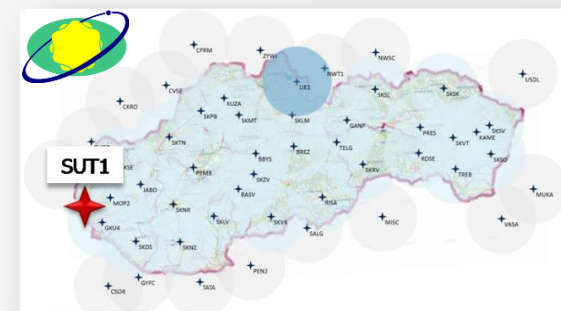 CFRM
ZYWI
NWSC
NWT1
LIE1
USDL
CVSE
SKSL
SKSK
CKRO
KUZA
SKPB
SKMT
SKLM
GANP
PRES
SKSV
KAME
SKVT
SKTN
BREZ
TELG
SUT1
BBYS
KOSE
SKSO
PEMB
SKRV
TREB
SKZV
JABO
BASV
MUKA
MOP2
RISA
SKNR
SKLV
SKVK
MISC
VASA
GKU4
SALG
SKDS
SKNZ
PEN2
GYFC
TATA
CSOR